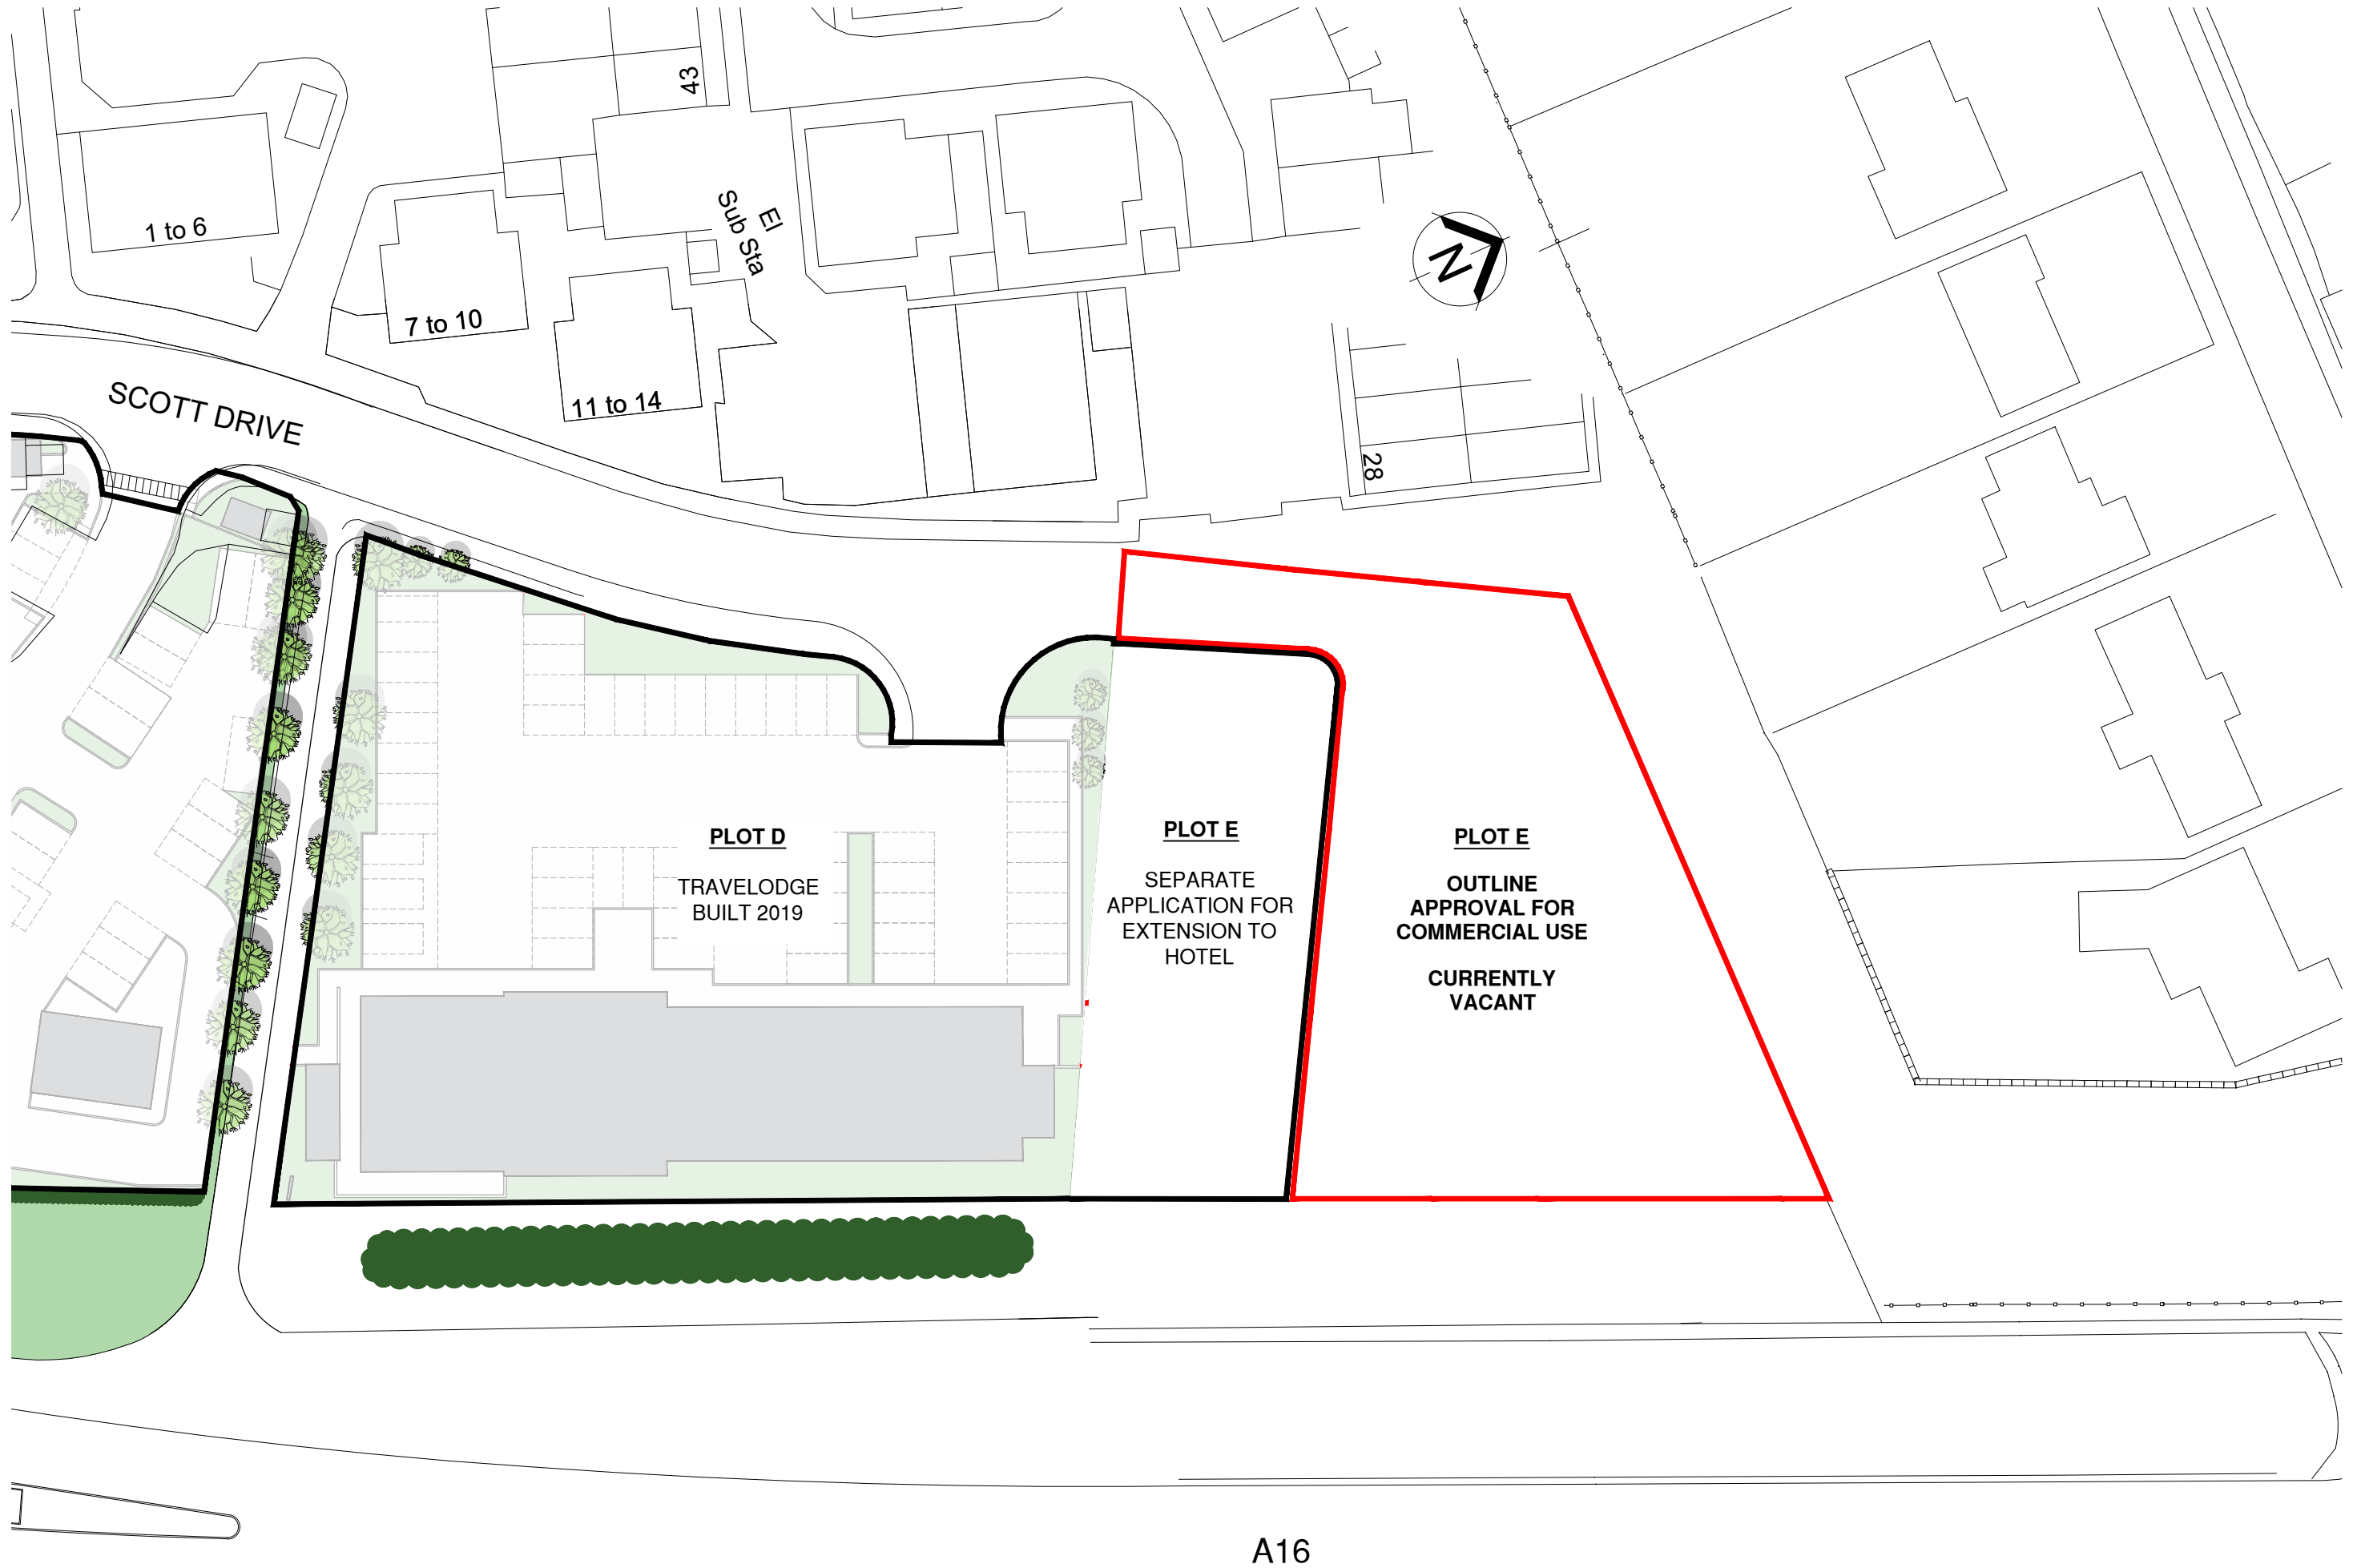 43
El
Sub Sta
1 to 6
7 to 10
11 to 14
N
SCOTT DRIVE
28
PLOT D
TRAVELODGE
BUILT 2019
PLOT E
SEPARATE
APPLICATION FOR
EXTENSION TO
HOTEL
PLOT E
OUTLINE
APPROVAL FOR
COMMERCIAL USE
CURRENTLY
VACANT
A16